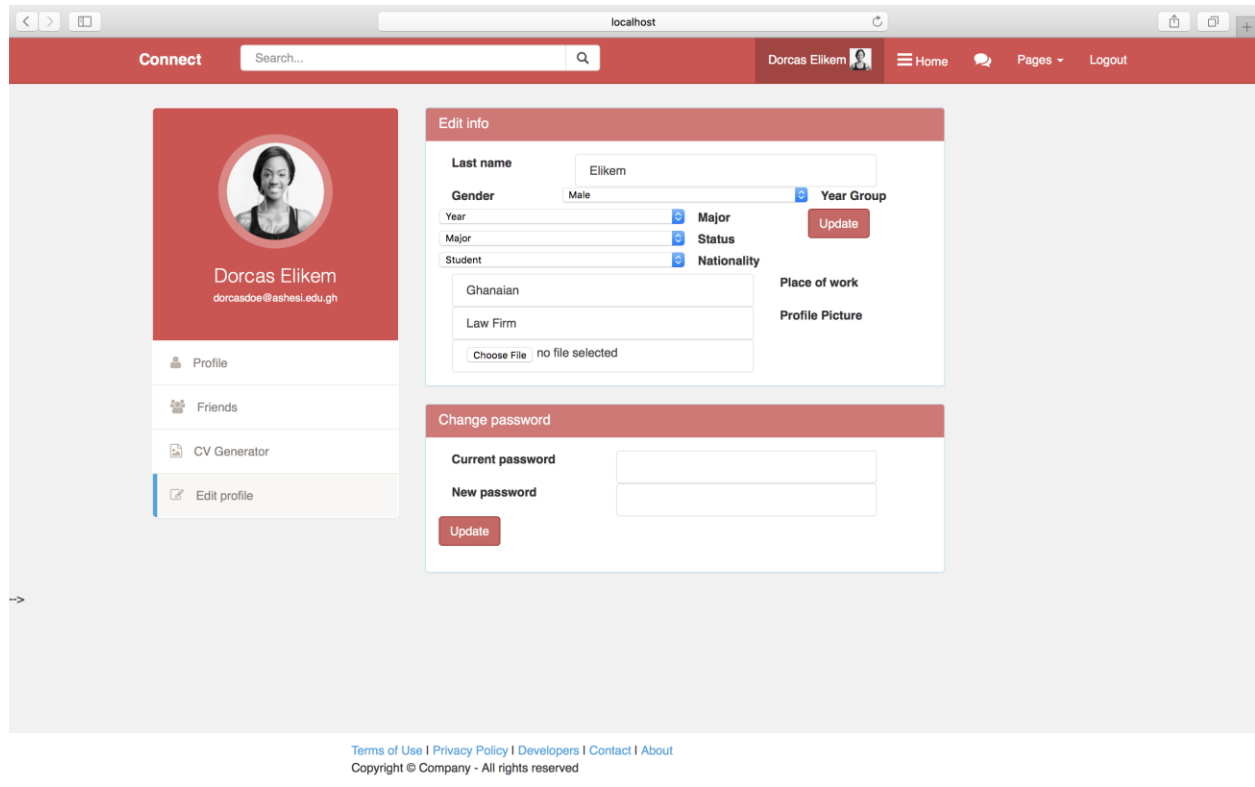 localhost
Connect Search... Dorcas Elikem Home Pages Logout
Edit info
Last name Elikem
Gender Male Year Group
Year Major Update
Major Status
Student Nationality
Ghanaian Place of work
Law Firm Profile Picture
Choose File no file selected
Dorcas Elikem
dorcasdoe@ashesi.edu.gh
Profile
Friends
CV Generator
Edit profile
Change password
Current password
New password
Update
-->
Terms of Use | Privacy Policy | Developers | Contact | About
Copyright © Company - All rights reserved